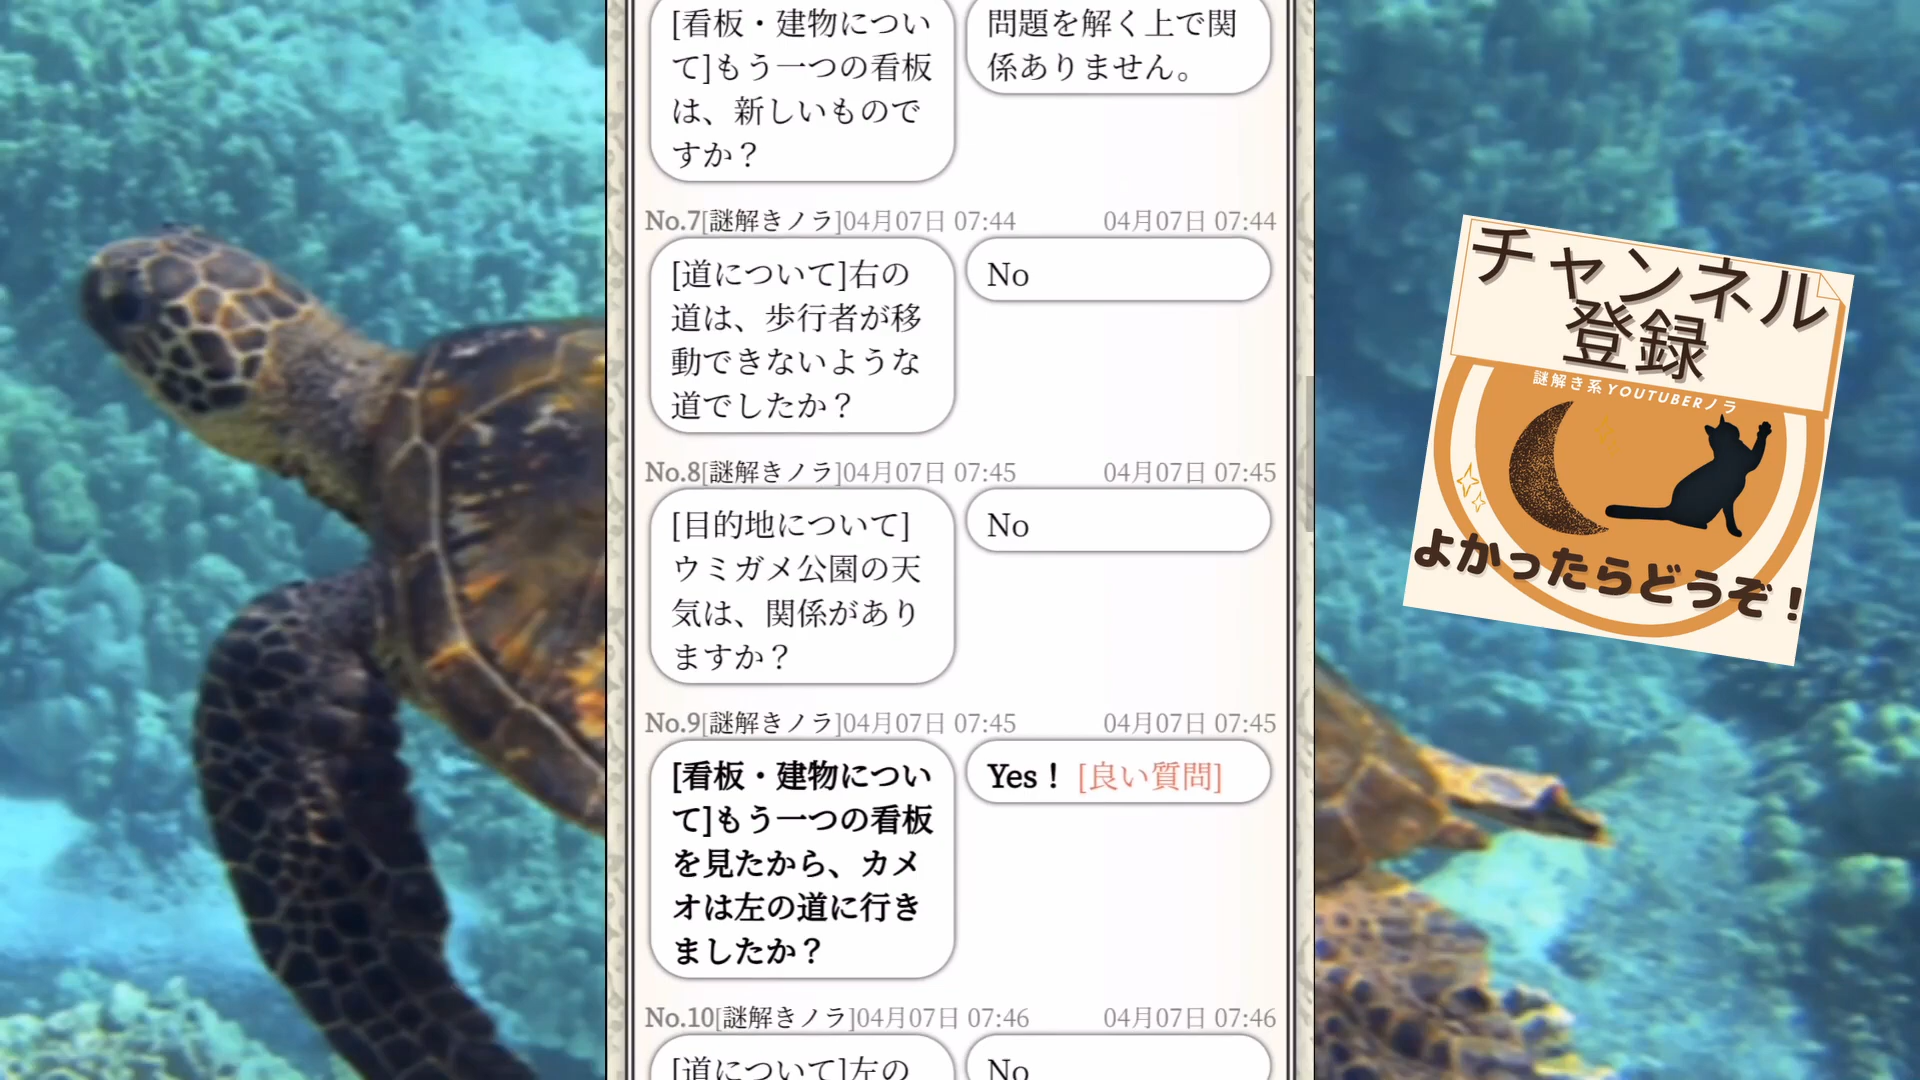 [看板・建物につい
て]もう一つの看板
は、新しいもので
すか？
問題を解く上で関
係ありません。
No.7[謎解きノラ]04月07日 07:44
04月07日 07:44
[道について]右の
道は、歩行者が移
動できないような
道でしたか？
No
No.8[謎解きノラ]04月07日 07:45
04月07日 07:45
[目的地について]
ウミガメ公園の天
気は、関係があり
ますか？
No
No.9[謎解きノラ]04月07日 07:45
04月07日 07:45
[看板・建物につい
て]もう一つの看板
を見たから、カメ
オは左の道に行き
ましたか？
Yes！ [良い質問]
No.10[謎解きノラ]04月07日 07:46
04月07日 07:46
[道について]左の
No
チャンネル
登録
謎解き系YOUTUBERノラ
よかったらどうぞ！